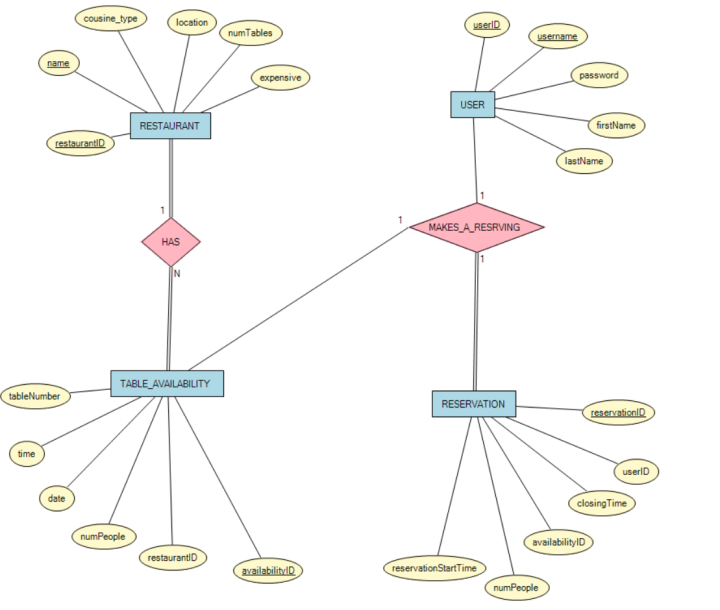 cousine_type
location
numTables
name
expensive
restaurantID
RESTAURANT
userID
username
password
USER
firstName
lastName
1
HAS
N
1
1
MAKES_A_RESRVING
1
TABLE_AVAILABILITY
tableNumber
time
date
numPeople
restaurantID
availabilityID
RESERVATION
reservationID
userID
closingTime
availabilityID
reservationStartTime
numPeople